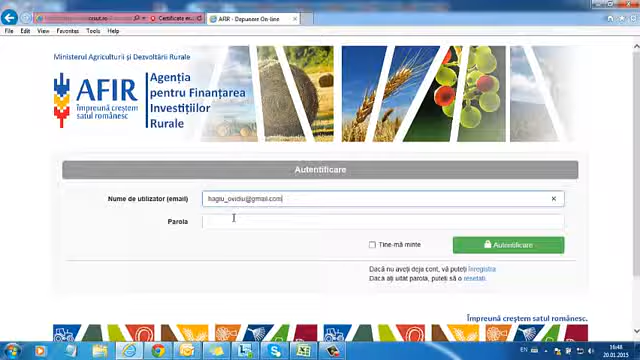 Certificate er...
AFIR - Depunere On-line
File Edit View Favorites Tools Help
Ministerul Agriculturii și Dezvoltării Rurale
AFIR
împreună creștem
satul românesc
Agenția
pentru Finanțarea
Investițiilor
Rurale
Autentificare
Nume de utilizator (email)
hagiu_ovidiu@gmail.com
Parola
Tine-mă minte
Autentificare
Dacă nu aveți deja cont, vă puteți înregistra
Dacă ați uitat parola, puteți să o resetați.
Împreună creștem satul românesc.
EN
16:48
20.01.2015